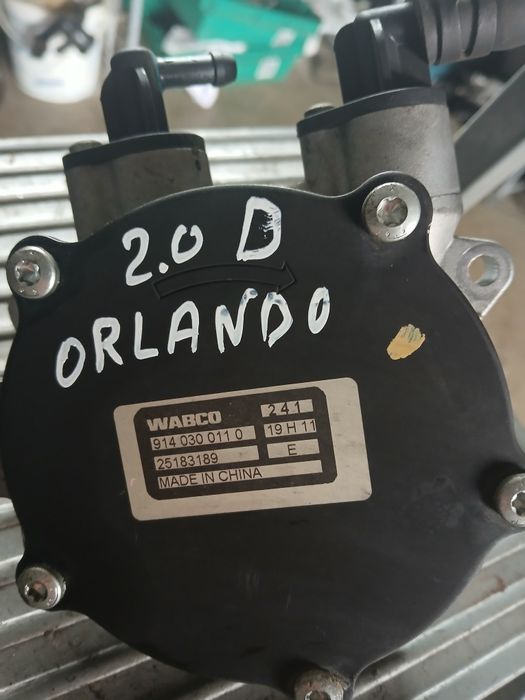 2.0 D
ORLANDO
WABCO 241
914 030 011 0 19 H 11
25183189 E
MADE IN CHINA